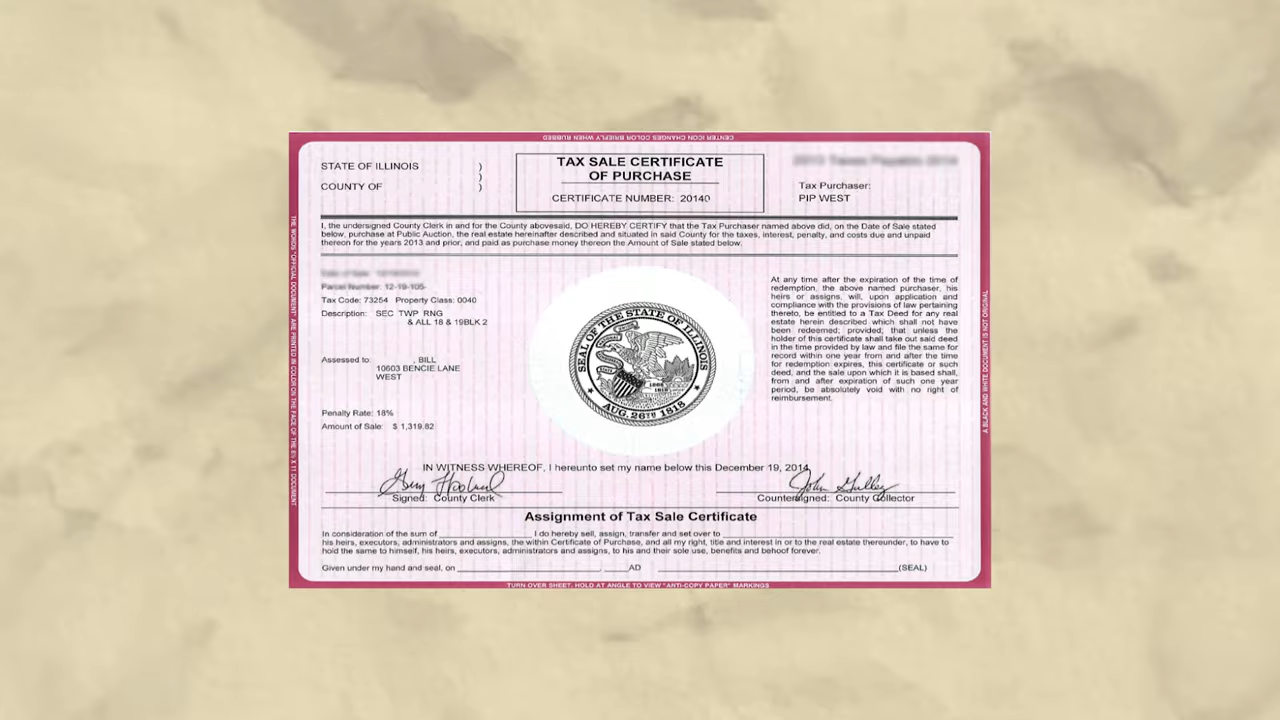 CENTER ICON CHANGES COLOR BRIEFLY WHEN RUBBED
STATE OF ILLINOIS )
)
COUNTY OF )
TAX SALE CERTIFICATE
OF PURCHASE
CERTIFICATE NUMBER: 20140
Tax Purchaser:
PIP WEST
I, the undersigned County Clerk in and for the County abovesaid, DO HEREBY CERTIFY that the Tax Purchaser named above did, on the Date of Sale stated
below, purchase at Public Auction, the real estate hereinafter described and situated in said County for the taxes, interest, penalty, and costs due and unpaid
thereon for the years 2013 and prior, and paid as purchase money thereon the Amount of Sale stated below.
Parcel Number: 12-19-105-
Tax Code: 73254 Property Class: 0040
Description: SEC TWP RNG
& ALL 18 & 19BLK 2
Assessed to: , BILL
10603 BENCIE LANE
WEST
Penalty Rate: 18%
Amount of Sale: $ 1,319.82
SEAL OF THE STATE OF ILLINOIS
1868
1818
AUG. 26TH 1818
At any time after the expiration of the time of
redemption, the above named purchaser, his
heirs or assigns, will, upon application and
compliance with the provisions of law pertaining
thereto, be entitled to a Tax Deed for any real
estate herein described which shall not have
been redeemed; provided; that unless the
holder of this certificate shall take out said deed
in the time provided by law and file the same for
record within one year from and after the time
for redemption expires, this certificate or such
deed, and the sale upon which it is based shall,
from and after expiration of such one year
period, be absolutely void with no right of
reimbursement.
IN WITNESS WHEREOF, I hereunto set my name below this December 19, 2014
Signed: County Clerk
John
Countersigned: County Collector
Assignment of Tax Sale Certificate
In consideration of the sum of I do hereby sell, assign, transfer and set over to
his heirs, executors, administrators and assigns, the within Certificate of Purchase, and all my right, title and interest in or to the real estate thereunder, to have to
hold the same to himself, his heirs, executors, administrators and assigns, to his and their sole use, benefits and behoof forever.
Given under my hand and seal, on , AD (SEAL)
TURN OVER SHEET, HOLD AT ANGLE TO VIEW "ANTI-COPY PAPER" MARKINGS
THE WORDS "OFFICIAL DOCUMENT" ARE PRINTED IN COLOR ON THE FACE OF THE 8½ X 11 DOCUMENT
A BLACK AND WHITE DOCUMENT IS NOT ORIGINAL